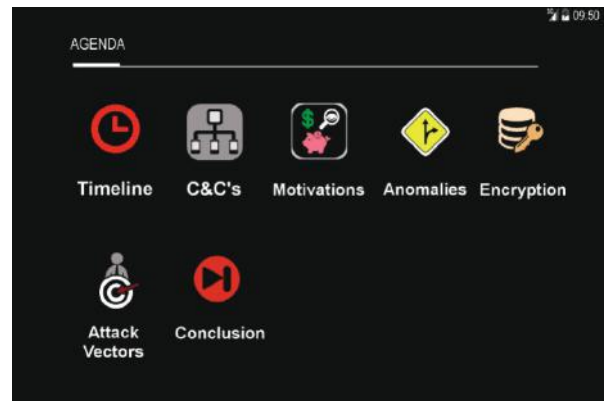 09:50
AGENDA
Timeline
C&C's
Motivations
Anomalies
Encryption
Attack
Vectors
Conclusion